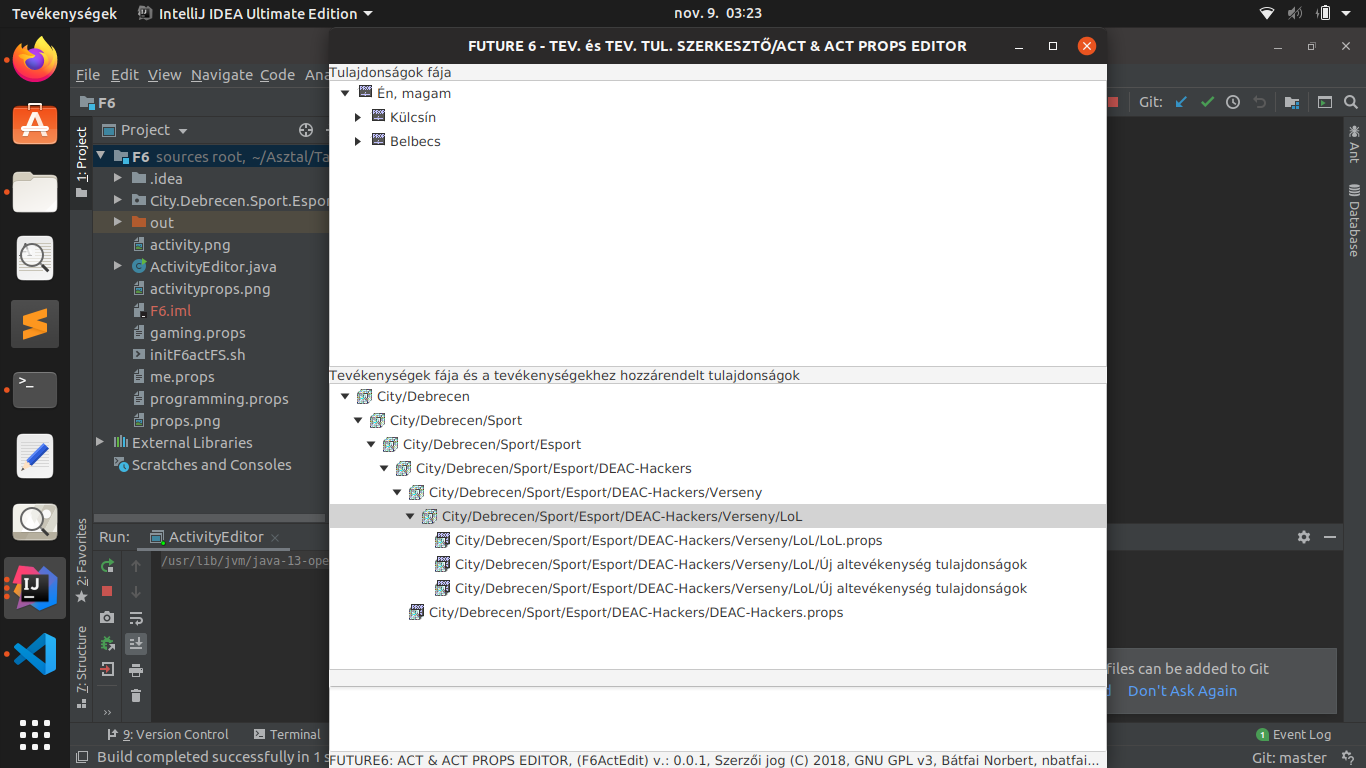 Tevékenységek IntelliJ IDEA Ultimate Edition nov. 9. 03:23
FUTURE 6 - TEV. és TEV. TUL. SZERKESZTŐ/ACT & ACT PROPS EDITOR
File Edit View Navigate Code Ana
F6 Git:
Project
1: Project
F6 sources root, ~/Asztal/Ta
.idea
City.Debrecen.Sport.Espor
out
activity.png
ActivityEditor.java
activityprops.png
F6.iml
gaming.props
initF6actFS.sh
me.props
programming.props
props.png
External Libraries
Scratches and Consoles
Tulajdonságok fája
Én, magam
Külcsín
Belbecs
Tevékenységek fája és a tevékenységekhez hozzárendelt tulajdonságok
City/Debrecen
City/Debrecen/Sport
City/Debrecen/Sport/Esport
City/Debrecen/Sport/Esport/DEAC-Hackers
City/Debrecen/Sport/Esport/DEAC-Hackers/Verseny
City/Debrecen/Sport/Esport/DEAC-Hackers/Verseny/LoL
City/Debrecen/Sport/Esport/DEAC-Hackers/Verseny/LoL/LoL.props
City/Debrecen/Sport/Esport/DEAC-Hackers/Verseny/LoL/Új altevékenység tulajdonságok
City/Debrecen/Sport/Esport/DEAC-Hackers/Verseny/LoL/Új altevékenység tulajdonságok
City/Debrecen/Sport/Esport/DEAC-Hackers/DEAC-Hackers.props
Ant
Database
2: Favorites
7: Structure
Run: ActivityEditor
/usr/lib/jvm/java-13-ope
files can be added to Git
d Don't Ask Again
9: Version Control Terminal
1 Event Log
Build completed successfully in 1 s
FUTURE6: ACT & ACT PROPS EDITOR, (F6ActEdit) v.: 0.0.1, Szerzői jog (C) 2018, GNU GPL v3, Bátfai Norbert, nbatfai...
Git: master